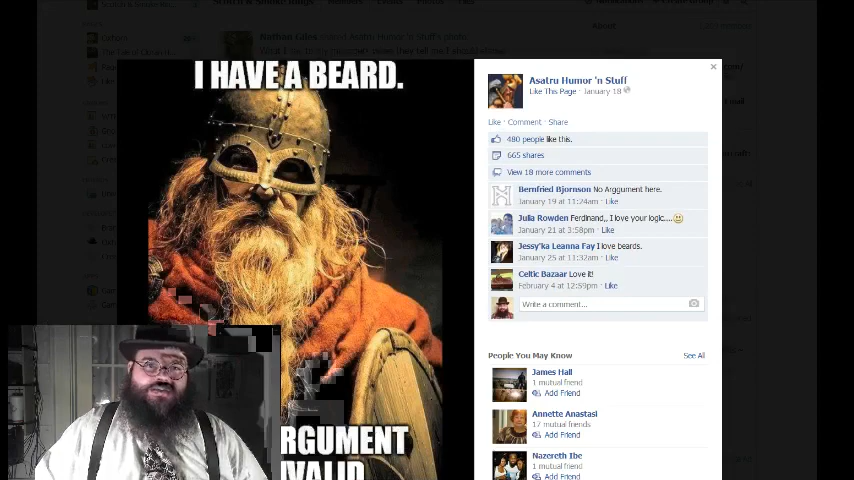 I HAVE A BEARD.
RGUMENT
Asatru Humor 'n Stuff
Like This Page · January 18
Like · Comment · Share
480 people like this.
665 shares
View 18 more comments
Bernfried Bjornson No Arggument here.
January 19 at 11:24am · Like
Julia Rowden Ferdinand,, I love your logic....
January 21 at 3:58pm · Like
Jessy'ka Leanna Fay I love beards.
January 25 at 11:32am · Like
Celtic Bazaar Love it!
February 4 at 12:59pm · Like
Write a comment...
People You May Know
See All
James Hall
1 mutual friend
Add Friend
Annette Anastasi
17 mutual friends
Add Friend
Nazereth Ibe
1 mutual friend
Add Friend